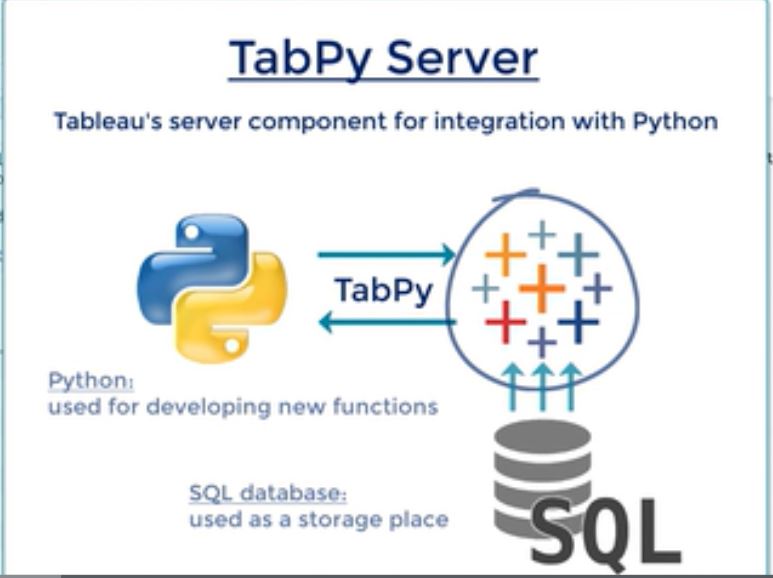 TabPy Server
Tableau's server component for integration with Python
TabPy
Python:
used for developing new functions
SQL database:
used as a storage place
SQL